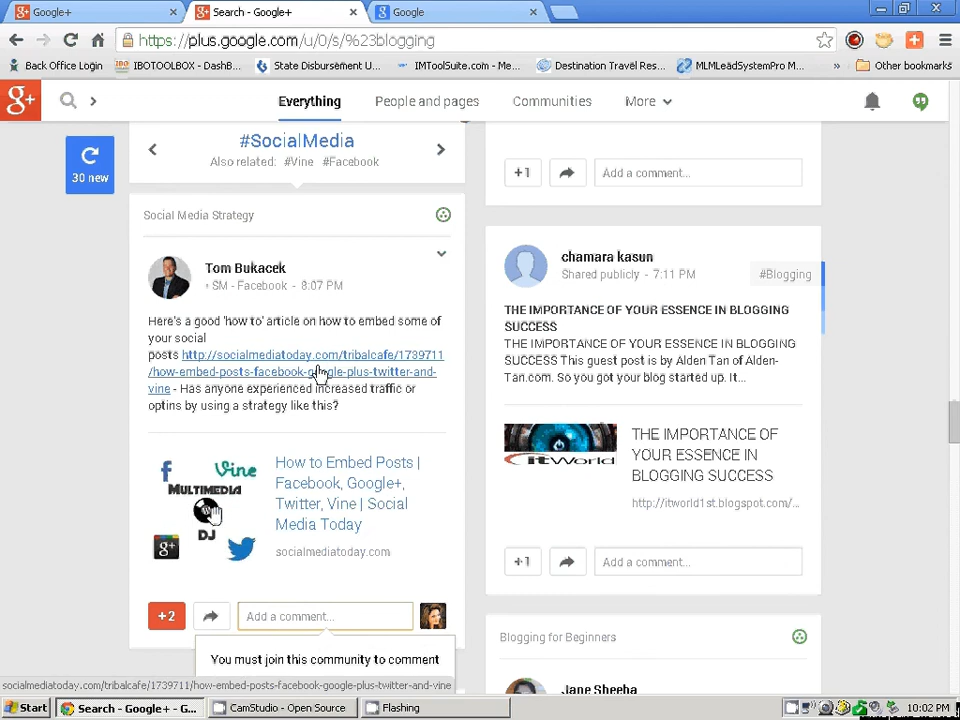 Google+
Search - Google+
Google
https://plus.google.com/u/0/s/%23blogging
Back Office Login
IBOTOOLBOX - DashB...
State Disbursement U...
IMToolSuite.com - Me...
Destination Travel Res...
MLMLeadSystemPro M...
»
Other bookmarks
g+
Everything
People and pages
Communities
More
30 new
#SocialMedia
Also related: #Vine #Facebook
Social Media Strategy
Tom Bukacek
SM - Facebook - 8:07 PM
Here's a good 'how to' article on how to embed some of
your social
posts http://socialmediatoday.com/tribalcafe/1739711
/how-embed-posts-facebook-google-plus-twitter-and-
vine - Has anyone experienced increased traffic or
optins by using a strategy like this?
f
Vine
MULTIMEDIA
DJ
g+
How to Embed Posts |
Facebook, Google+,
Twitter, Vine | Social
Media Today
socialmediatoday.com
+2
Add a comment...
You must join this community to comment
+1
Add a comment...
chamara kasun
Shared publicly - 7:11 PM
#Blogging
THE IMPORTANCE OF YOUR ESSENCE IN BLOGGING
SUCCESS
THE IMPORTANCE OF YOUR ESSENCE IN BLOGGING
SUCCESS This guest post is by Alden Tan of Alden-
Tan.com. So you got your blog started up. It...
itWorld
THE IMPORTANCE OF
YOUR ESSENCE IN
BLOGGING SUCCESS
http://itworld1st.blogspot.com/...
+1
Add a comment...
Blogging for Beginners
Jane Sheeba
socialmediatoday.com/tribalcafe/1739711/how-embed-posts-facebook-google-plus-twitter-and-vine
Start
Search - Google+ - G...
CamStudio - Open Source
Flashing
10:02 PM